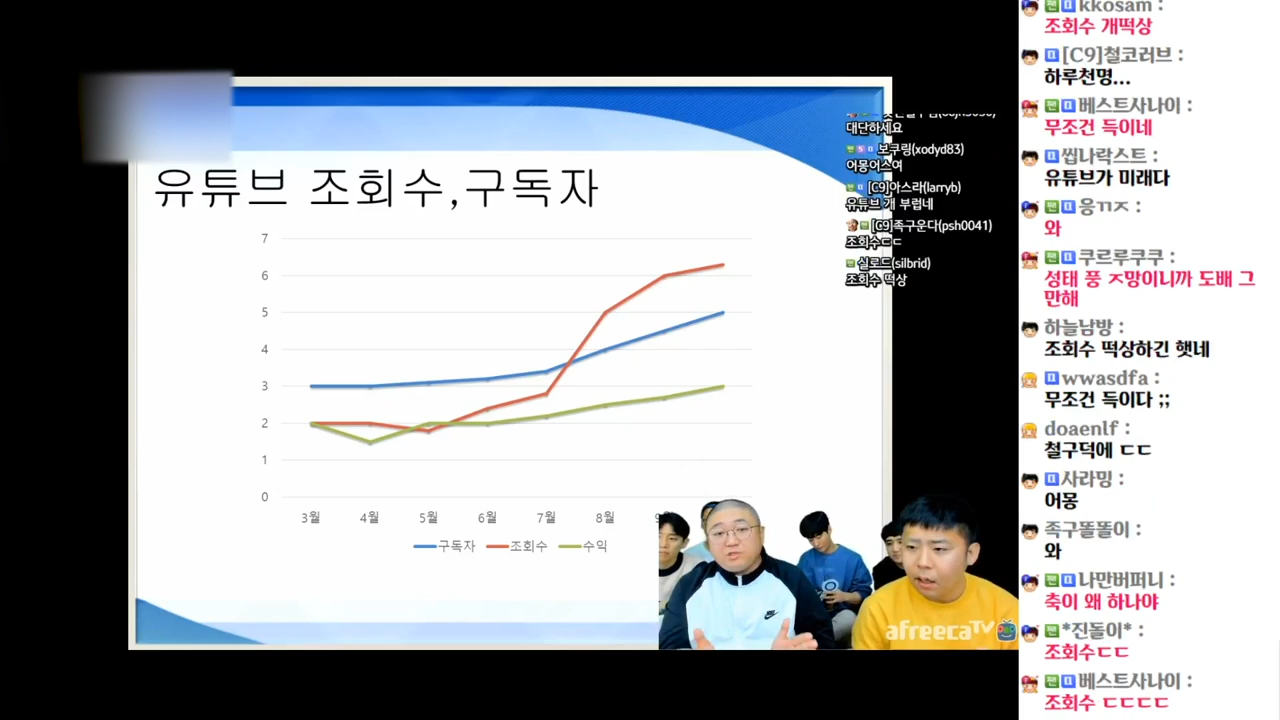 유튜브 조회수,구독자
7
6
5
4
3
2
1
0
3월 4월 5월 6월 7월 8월
구독자 조회수 수익
대단하세요
보쿠링(xodyd83)
어몽어스여
[C9]아스라(larryb)
유튜브 개 부럽네
[C9]족구운다(psh0041)
조회수ㄷㄷ
실로드(silbrid)
조회수 떡상
afreecaTV
kkosam :
조회수 개떡상
[C9]철코러브 :
하루천명...
베스트사나이 :
무조건 득이네
씹나락스트 :
유튜브가 미래다
응ㄲㅈ :
와
쿠르루쿠쿠 :
성태 풍 ㅈ망이니까 도배 그
만해
하늘남방 :
조회수 떡상하긴 햇네
wwasdfa :
무조건 득이다 ;;
doaenlf :
철구덕에 ㄷㄷ
사라밍 :
어몽
족구똘똘이 :
와
나만버퍼니 :
축이 왜 하나야
*진돌이* :
조회수ㄷㄷ
베스트사나이 :
조회수 ㄷㄷㄷㄷ